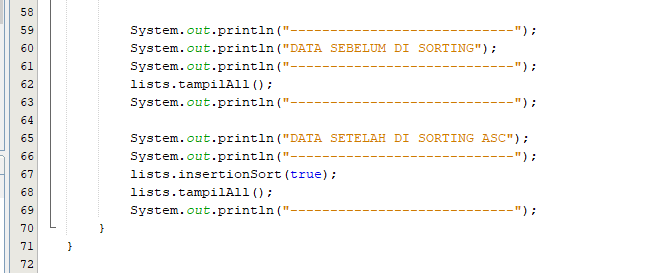 58
59 System.out.println("----------------------------");
60 System.out.println("DATA SEBELUM DI SORTING");
61 System.out.println("----------------------------");
62 lists.tampilAll();
63 System.out.println("----------------------------");
64
65 System.out.println("DATA SETELAH DI SORTING ASC");
66 System.out.println("----------------------------");
67 lists.insertionSort(true);
68 lists.tampilAll();
69 System.out.println("----------------------------");
70 }
71 }
72